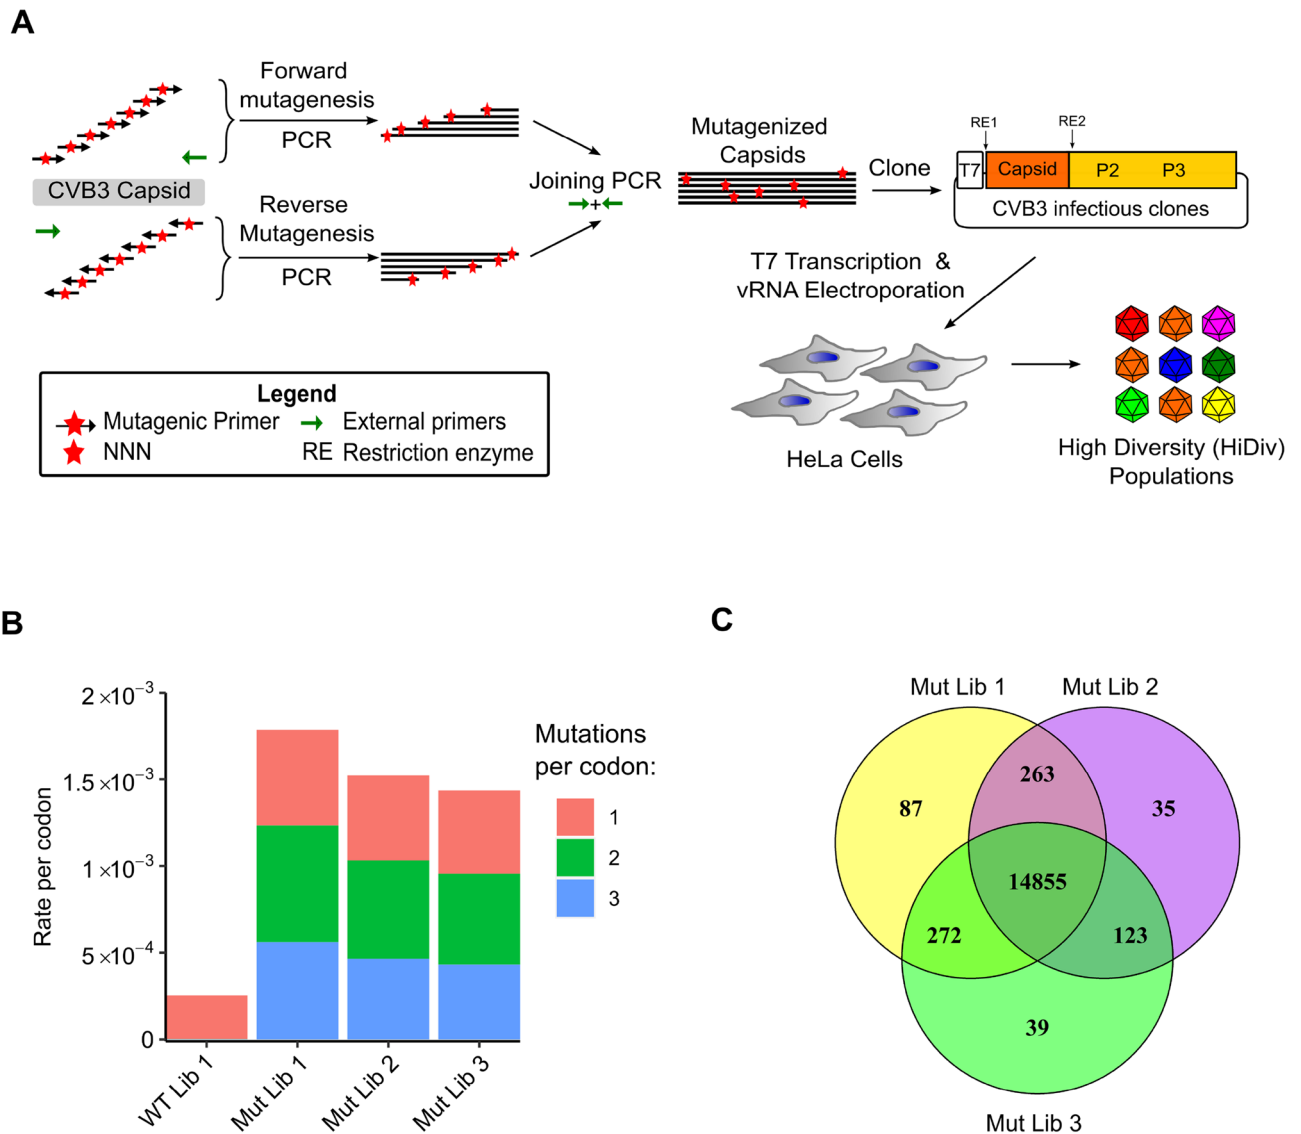 A
Forward
mutagenesis
PCR
CVB3 Capsid
Reverse
Mutagenesis
PCR
Joining PCR
+
Mutagenized
Capsids
Clone
RE1
RE2
T7
Capsid
P2
P3
CVB3 infectious clones
T7 Transcription &
vRNA Electroporation
HeLa Cells
High Diversity (HiDiv)
Populations
Legend
Mutagenic Primer
External primers
NNN
RE Restriction enzyme
B
Rate per codon
2×10⁻³
1.5×10⁻³
1×10⁻³
5×10⁻⁴
0
WT Lib 1
Mut Lib 1
Mut Lib 2
Mut Lib 3
Mutations
per codon:
1
2
3
C
Mut Lib 1
Mut Lib 2
263
87
35
14855
272
123
39
Mut Lib 3